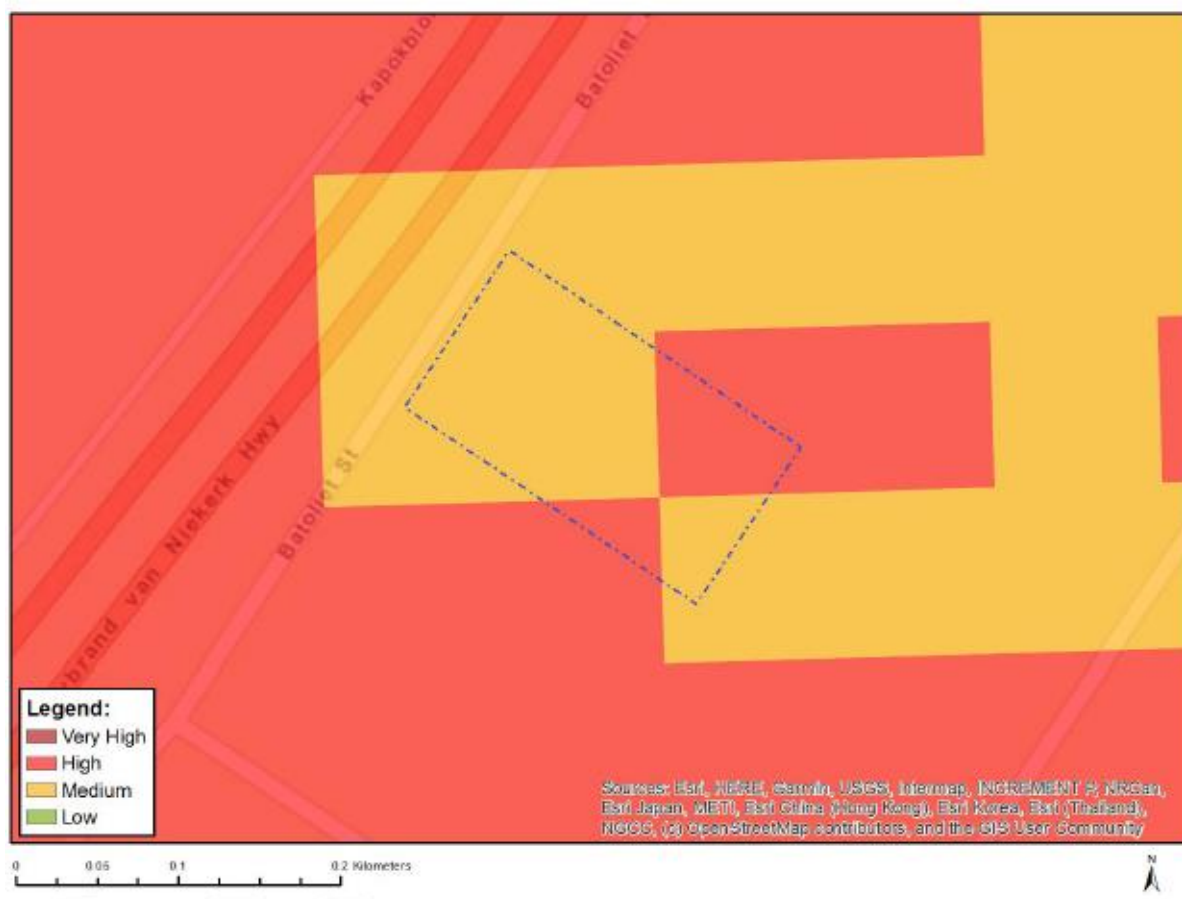 Kapokblo
Batoliet
brand van Niekerk Hwy
Batoliet St
Legend:
Very High
High
Medium
Low
Sources: Esri, HERE, Garmin, USGS, Intermap, INCREMENT P, NRCan,
Esri Japan, METI, Esri China (Hong Kong), Esri Korea, Esri (Thailand),
NGCC, (c) OpenStreetMap contributors, and the GIS User Community
0 0.05 0.1 0.2 Kilometers
N